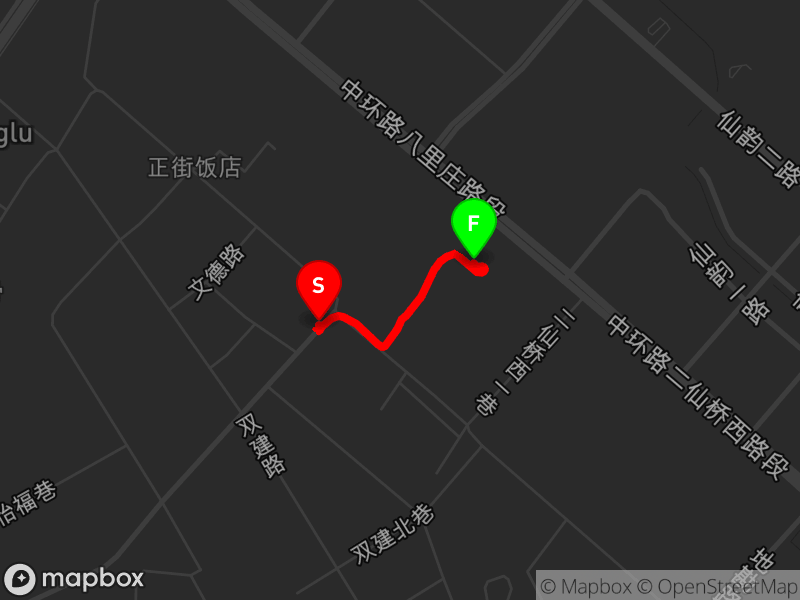 中环路八里庄路段
仙韵二路
glu
正街饭店
文德路
F
S
仙韵一路
二仙桥西一巷
中环路二仙桥西路段
双建路
怡福巷
双建北巷
mapbox
© Mapbox © OpenStreetMap